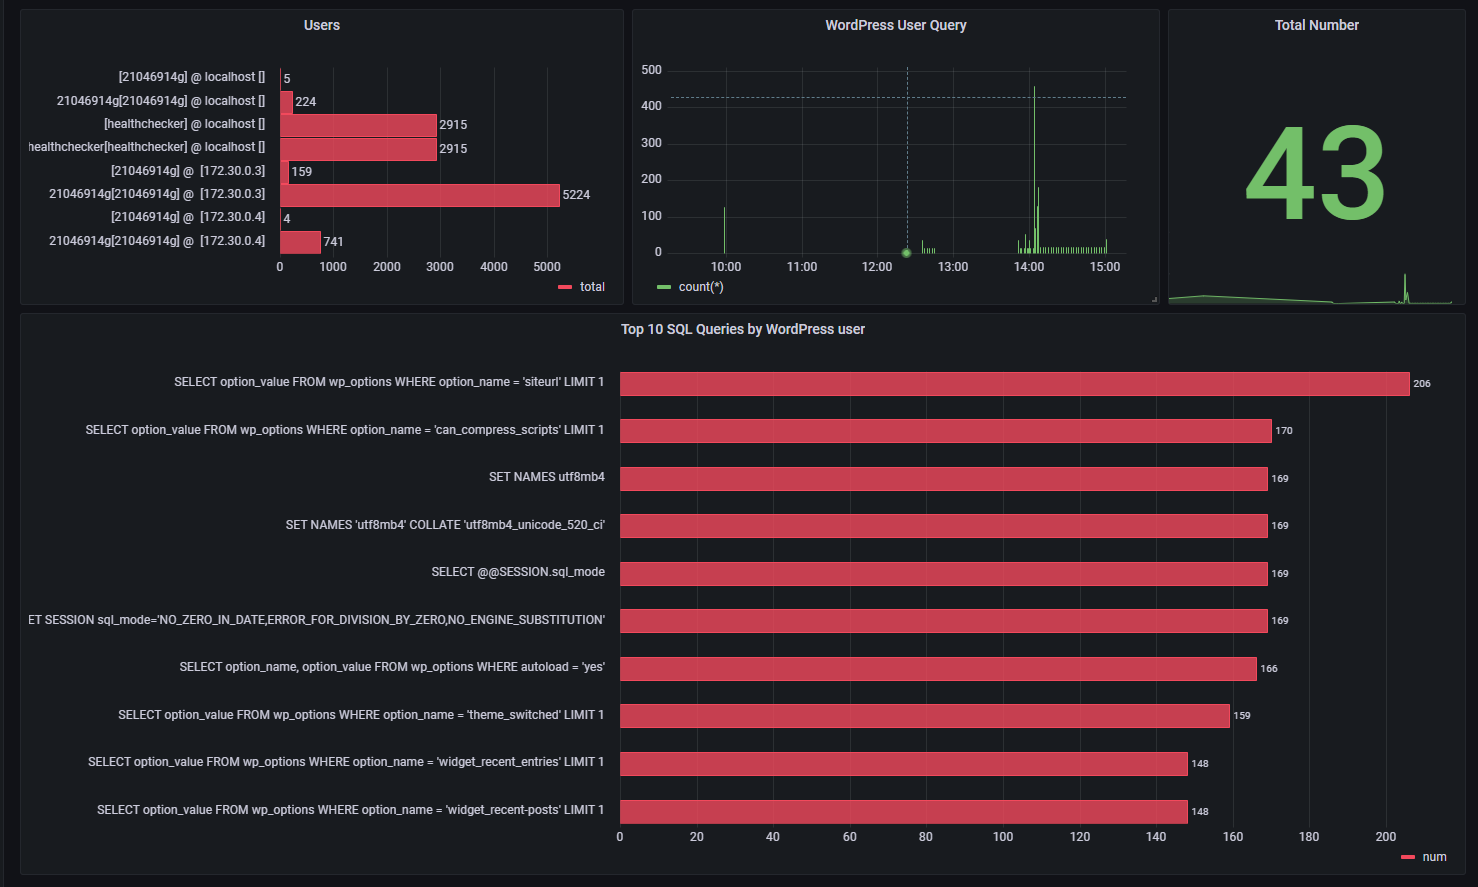 Users
[21046914g] @ localhost []
5
21046914g[21046914g] @ localhost []
224
[healthchecker] @ localhost []
2915
healthchecker[healthchecker] @ localhost []
2915
[21046914g] @ [172.30.0.3]
159
21046914g[21046914g] @ [172.30.0.3]
5224
[21046914g] @ [172.30.0.4]
4
21046914g[21046914g] @ [172.30.0.4]
741
0 1000 2000 3000 4000 5000
total
WordPress User Query
500
400
300
200
100
0
10:00 11:00 12:00 13:00 14:00 15:00
count(*)
Total Number
43
Top 10 SQL Queries by WordPress user
SELECT option_value FROM wp_options WHERE option_name = 'siteurl' LIMIT 1
206
SELECT option_value FROM wp_options WHERE option_name = 'can_compress_scripts' LIMIT 1
170
SET NAMES utf8mb4
169
SET NAMES 'utf8mb4' COLLATE 'utf8mb4_unicode_520_ci'
169
SELECT @@SESSION.sql_mode
169
ET SESSION sql_mode='NO_ZERO_IN_DATE,ERROR_FOR_DIVISION_BY_ZERO,NO_ENGINE_SUBSTITUTION'
169
SELECT option_name, option_value FROM wp_options WHERE autoload = 'yes'
166
SELECT option_value FROM wp_options WHERE option_name = 'theme_switched' LIMIT 1
159
SELECT option_value FROM wp_options WHERE option_name = 'widget_recent_entries' LIMIT 1
148
SELECT option_value FROM wp_options WHERE option_name = 'widget_recent-posts' LIMIT 1
148
0 20 40 60 80 100 120 140 160 180 200
num